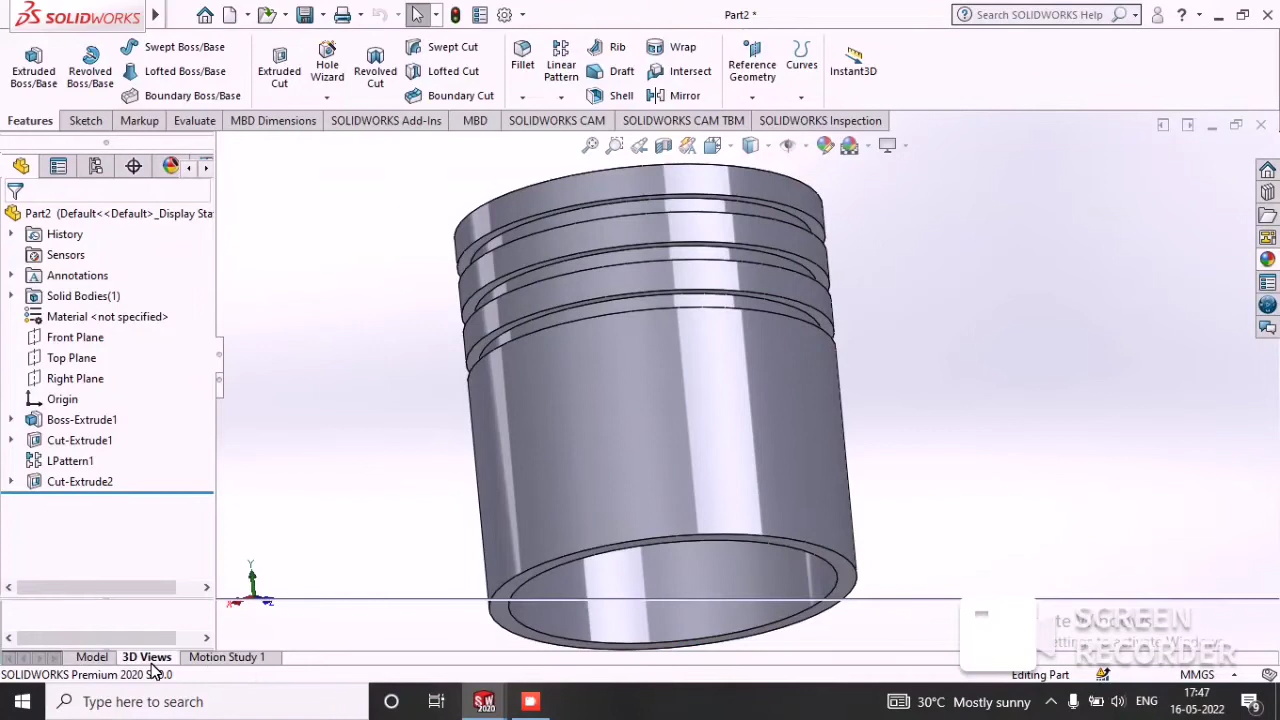 SOLIDWORKS
Part2 *
Search SOLIDWORKS Help
Extruded Boss/Base
Revolved Boss/Base
Swept Boss/Base
Lofted Boss/Base
Boundary Boss/Base
Extruded Cut
Hole Wizard
Revolved Cut
Swept Cut
Lofted Cut
Boundary Cut
Fillet
Linear Pattern
Rib
Draft
Shell
Wrap
Intersect
Mirror
Reference Geometry
Curves
Instant3D
Features
Sketch
Markup
Evaluate
MBD Dimensions
SOLIDWORKS Add-Ins
MBD
SOLIDWORKS CAM
SOLIDWORKS CAM TBM
SOLIDWORKS Inspection
Part2 (Default<<Default>_Display Sta
History
Sensors
Annotations
Solid Bodies(1)
Material <not specified>
Front Plane
Top Plane
Right Plane
Origin
Boss-Extrude1
Cut-Extrude1
LPattern1
Cut-Extrude2
Y
X
Z
SCREEN
RECORDER
Model
3D Views
Motion Study 1
SOLIDWORKS Premium 2020
Editing Part
MMGS
Type here to search
SW
2020
30°C Mostly sunny
ENG
17:47
16-05-2022
9